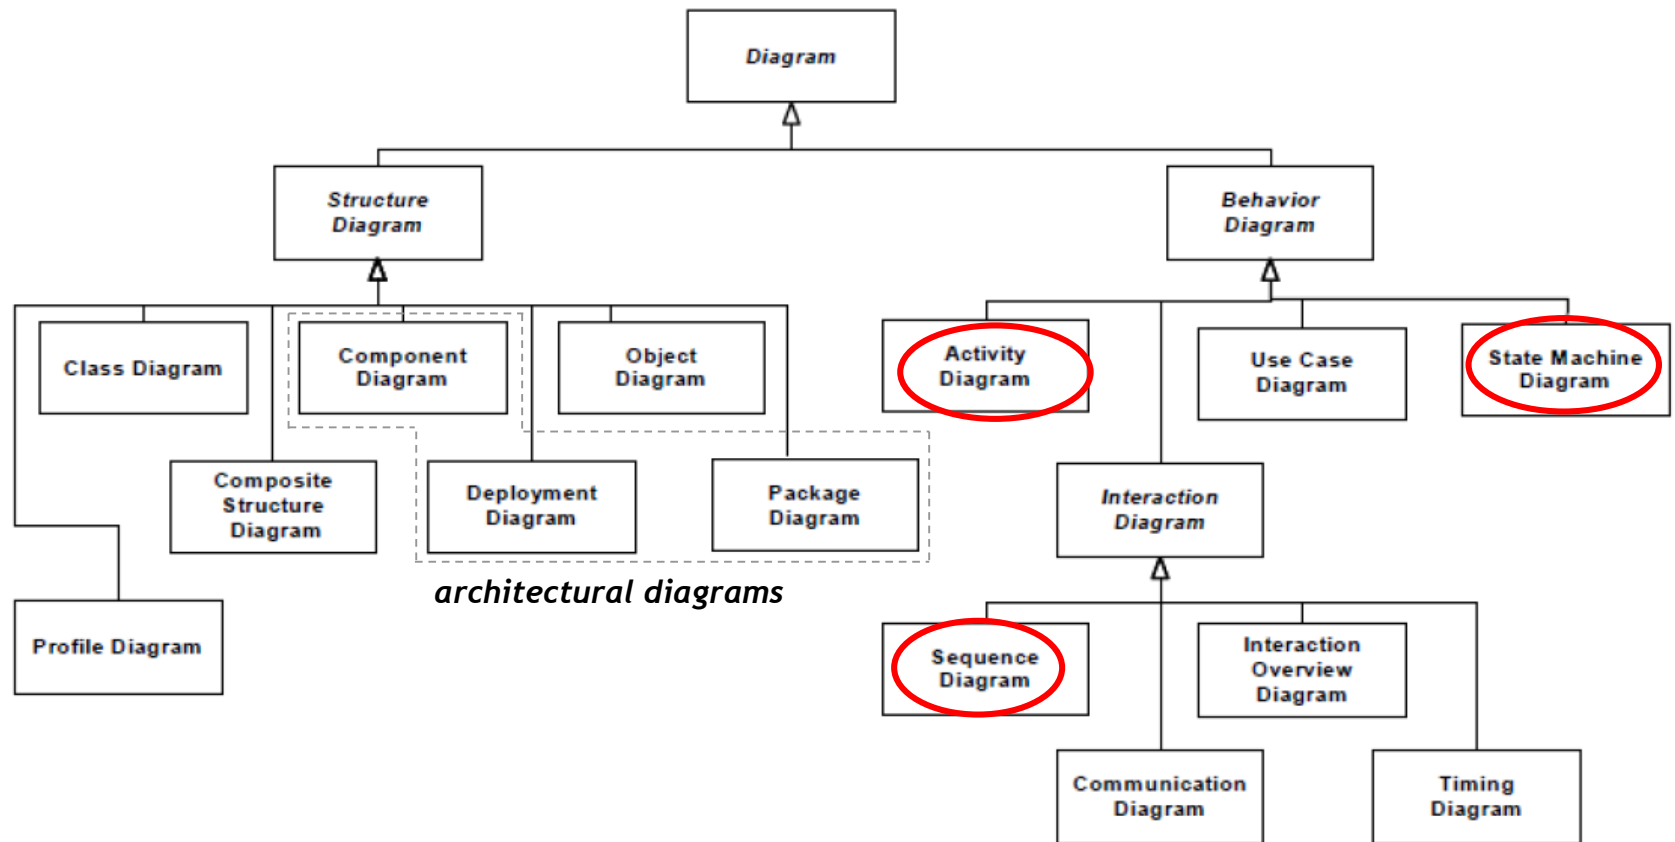 Diagram
Structure
Diagram
Behavior
Diagram
Class Diagram
Component
Diagram
Object
Diagram
Activity
Diagram
Use Case
Diagram
State Machine
Diagram
Composite
Structure
Diagram
Deployment
Diagram
Package
Diagram
Interaction
Diagram
architectural diagrams
Profile Diagram
Sequence
Diagram
Interaction
Overview
Diagram
Communication
Diagram
Timing
Diagram